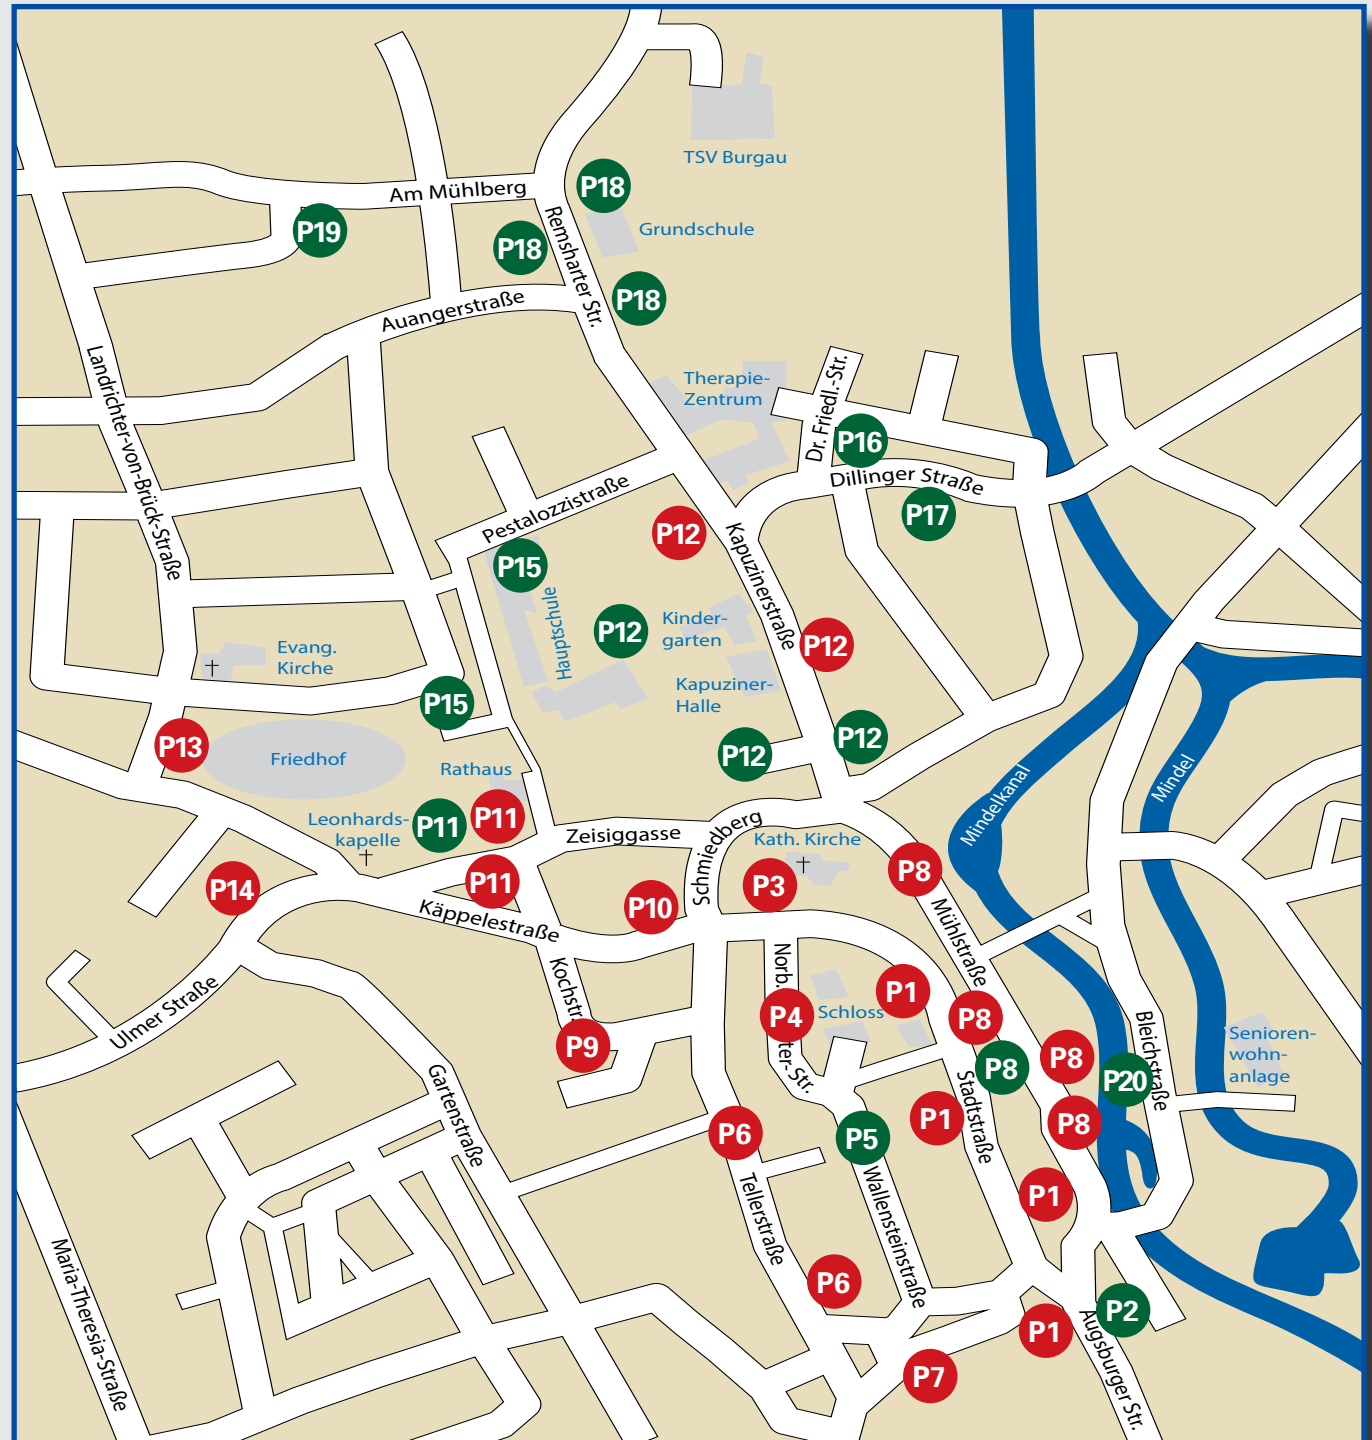 TSV Burgau
P18
Am Mühlberg
P19
Grundschule
P18
Remsharter Str.
P18
Auangerstraße
Landrichter-von-Brück-Straße
Therapie-
Zentrum
Dr. Friedl.-Str.
P16
Dillinger Straße
P17
Pestalozzistraße
P12
Kapuzinerstraße
P15
Hauptschule
P12
Kinder-
garten
P12
Evang.
Kirche
Kapuziner-
Halle
P15
P13
Friedhof
P12
P12
Rathaus
Mindelkanal
Mindel
Leonhards-
kapelle
P11
P11
Zeisiggasse
Schmiedberg
Kath. Kirche
P14
P11
P10
P3
P8
Käppelestraße
Mühlstraße
Kochstr.
Norb.
ter-Str.
P4
Schloss
P1
P8
Ulmer Straße
P9
P8
P8
Bleichstraße
P20
Senioren-
wohn-
anlage
Gartenstraße
Stadtstraße
P6
P5
P1
P8
Tellerstraße
Wallensteinstraße
P1
Maria-Theresia-Straße
P6
P1
P2
Augsburger Str.
P7